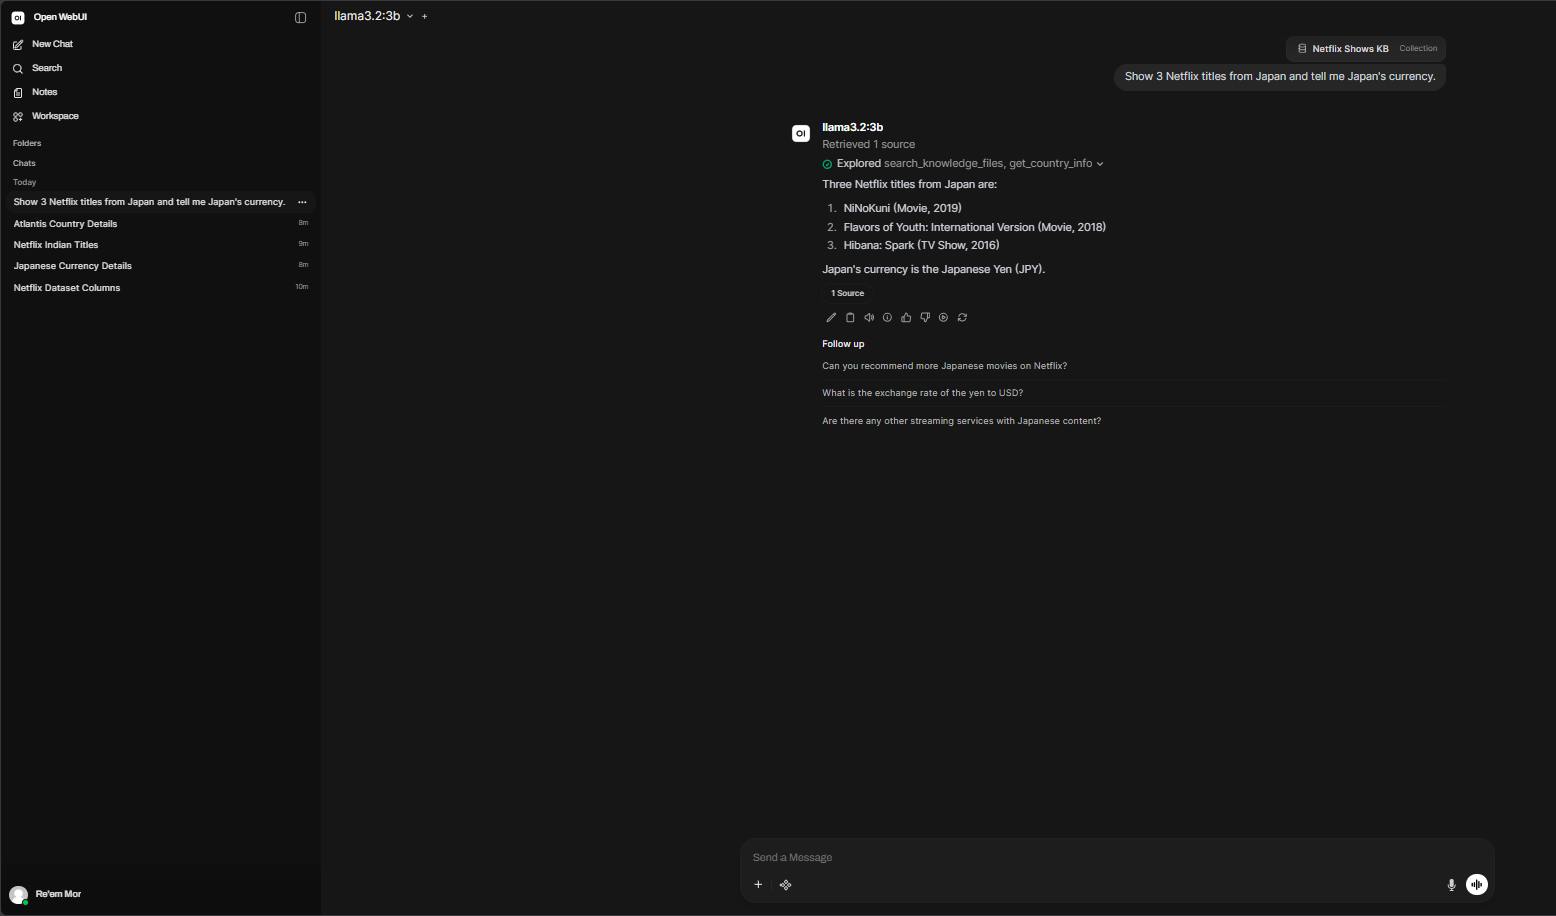 OI Open WebUI
New Chat
Search
Notes
Workspace
Folders
Chats
Today
Show 3 Netflix titles from Japan and tell me Japan's currency. ...
Atlantis Country Details 8m
Netflix Indian Titles 9m
Japanese Currency Details 8m
Netflix Dataset Columns 10m
Re'em Mor
llama3.2:3b +
Netflix Shows KB Collection
Show 3 Netflix titles from Japan and tell me Japan's currency.
OI llama3.2:3b
Retrieved 1 source
Explored search_knowledge_files, get_country_info
Three Netflix titles from Japan are:
1. NiNoKuni (Movie, 2019)
2. Flavors of Youth: International Version (Movie, 2018)
3. Hibana: Spark (TV Show, 2016)
Japan's currency is the Japanese Yen (JPY).
1 Source
Follow up
Can you recommend more Japanese movies on Netflix?
What is the exchange rate of the yen to USD?
Are there any other streaming services with Japanese content?
Send a Message
+